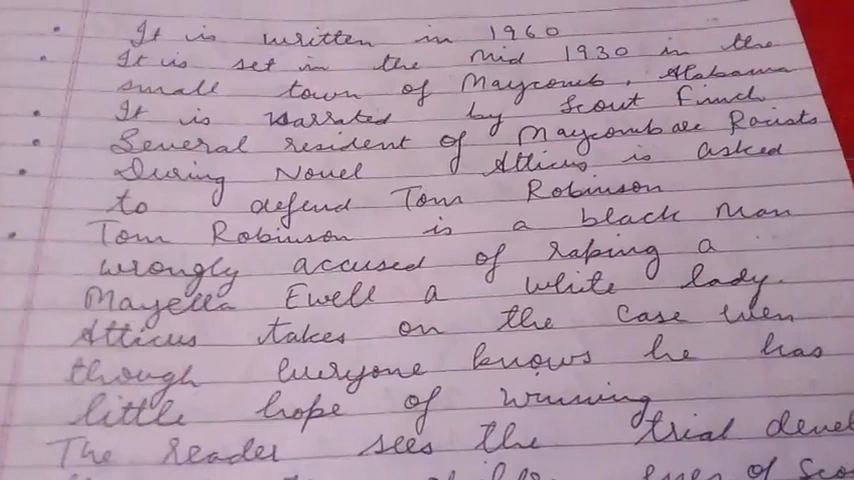 It is written in 1960
It is set in the mid 1930 in the
small town of Maycomb, Alabama
It is narrated by Scout Finch
Several resident of Maycomb are Racists
During Novel Atticus is asked
to defend Tom Robinson
Tom Robinson is a black man
wrongly accused of raping a
Mayella Ewell a white lady.
Atticus takes on the case even
though everyone knows he has
little hope of winning
The reader sees the trial devel
eyes of Sco